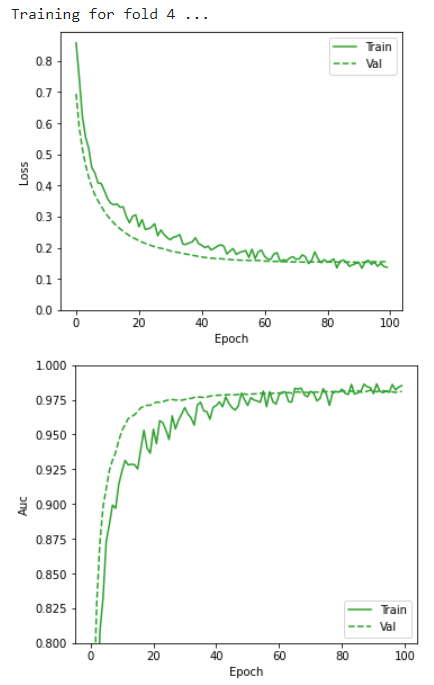 Training for fold 4 ...
Train
Val
0.8
0.7
0.6
0.5
0.4
0.3
0.2
0.1
0.0
Loss
0 20 40 60 80 100
Epoch
1.000
0.975
0.950
0.925
0.900
0.875
0.850
0.825
0.800
Auc
Train
Val
0 20 40 60 80 100
Epoch